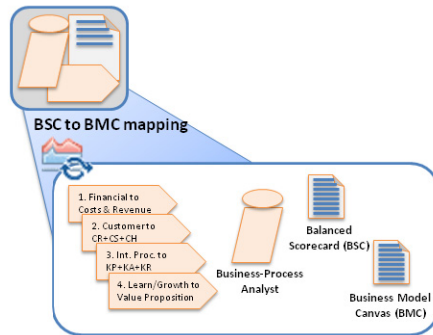 BSC to BMC mapping
1. Financial to
Costs & Revenue
2. Customer to
CR+CS+CH
3. Int. Proc. to
KP+KA+KR
4. Learn/Growth to
Value Proposition
Business-Process
Analyst
Balanced
Scorecard (BSC)
Business Model
Canvas (BMC)